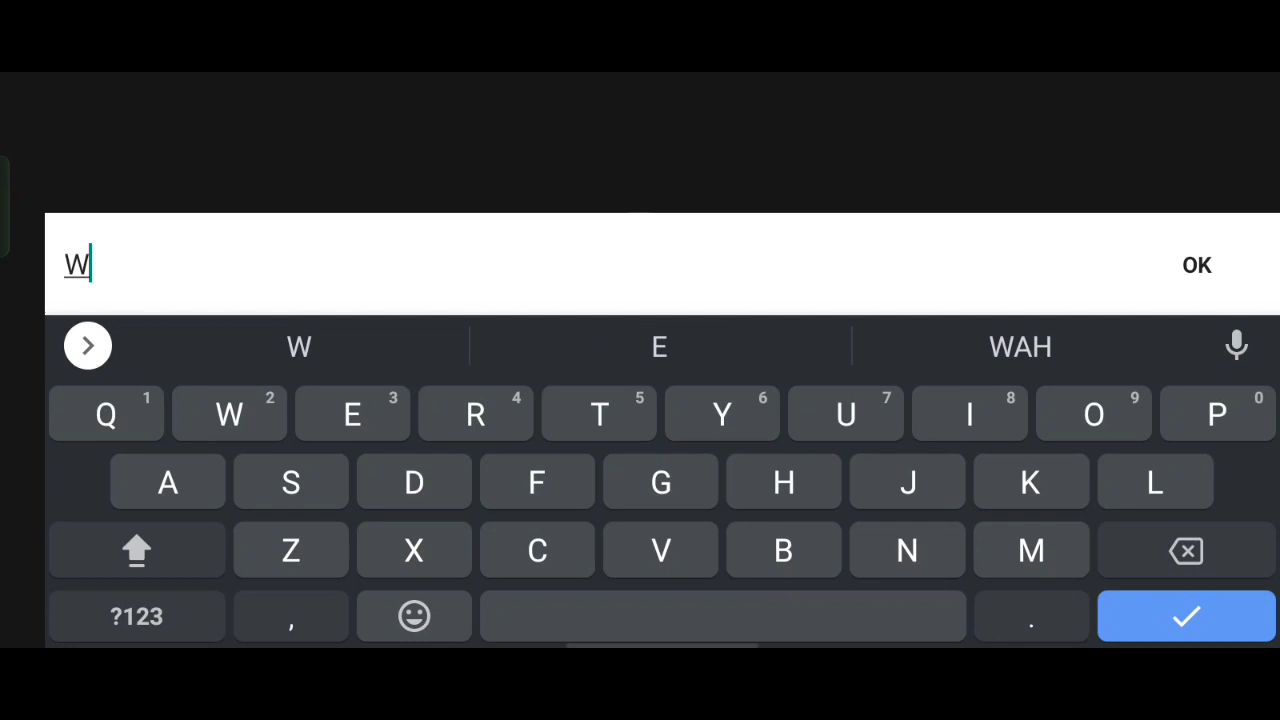 W
OK
W E WAH
Q 1 W 2 E 3 R 4 T 5 Y 6 U 7 I 8 O 9 P 0
A S D F G H J K L
Z X C V B N M
?123 , .